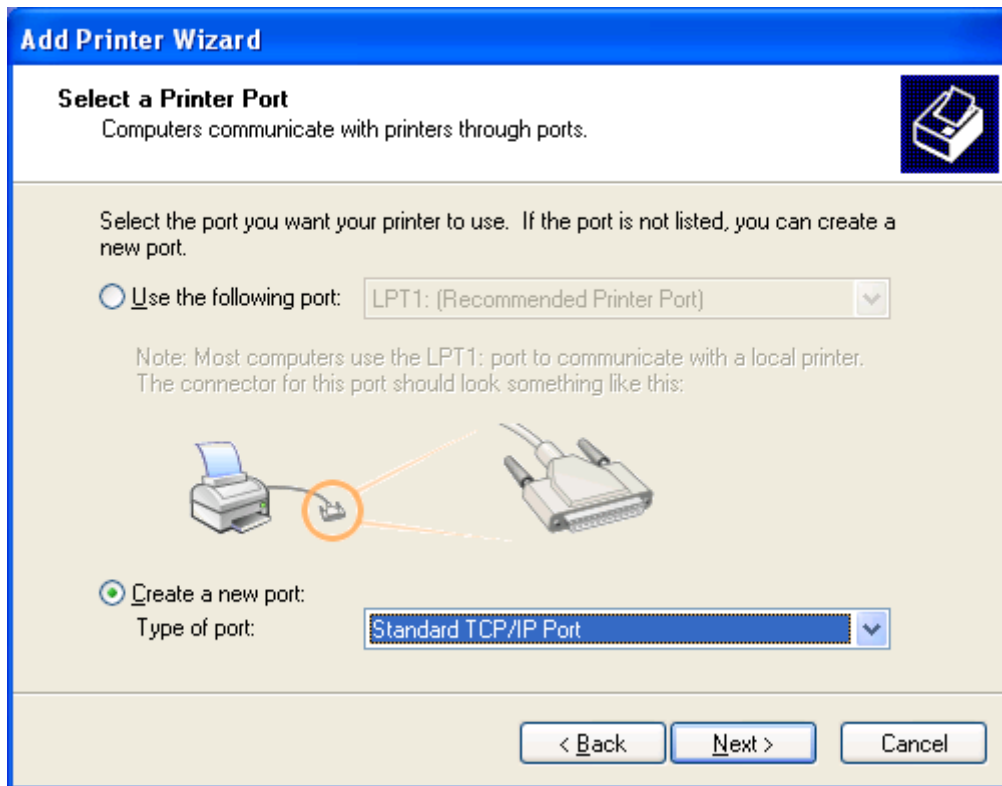 Add Printer Wizard
Select a Printer Port
Computers communicate with printers through ports.
Select the port you want your printer to use. If the port is not listed, you can create a
new port.
Use the following port: LPT1: (Recommended Printer Port)
Note: Most computers use the LPT1: port to communicate with a local printer.
The connector for this port should look something like this:
Create a new port:
Type of port: Standard TCP/IP Port
< Back Next > Cancel